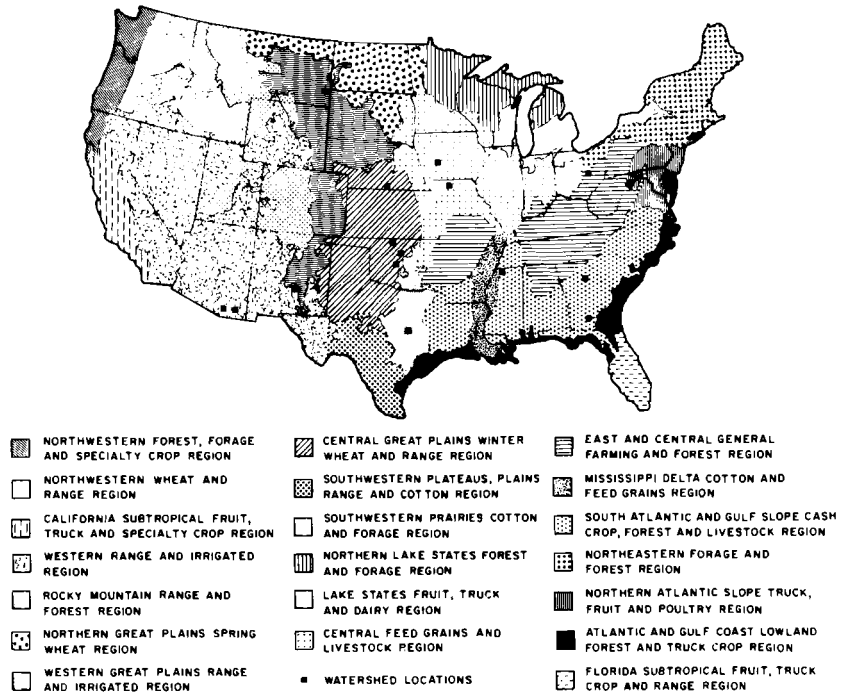 NORTHWESTERN FOREST, FORAGE
AND SPECIALTY CROP REGION
NORTHWESTERN WHEAT AND
RANGE REGION
CALIFORNIA SUBTROPICAL FRUIT,
TRUCK AND SPECIALTY CROP REGION
WESTERN RANGE AND IRRIGATED
REGION
ROCKY MOUNTAIN RANGE AND
FOREST REGION
NORTHERN GREAT PLAINS SPRING
WHEAT REGION
WESTERN GREAT PLAINS RANGE
AND IRRIGATED REGION
CENTRAL GREAT PLAINS WINTER
WHEAT AND RANGE REGION
SOUTHWESTERN PLATEAUS, PLAINS
RANGE AND COTTON REGION
SOUTHWESTERN PRAIRIES COTTON
AND FORAGE REGION
NORTHERN LAKE STATES FOREST
AND FORAGE REGION
LAKE STATES FRUIT, TRUCK
AND DAIRY REGION
CENTRAL FEED GRAINS AND
LIVESTOCK REGION
WATERSHED LOCATIONS
EAST AND CENTRAL GENERAL
FARMING AND FOREST REGION
MISSISSIPPI DELTA COTTON AND
FEED GRAINS REGION
SOUTH ATLANTIC AND GULF SLOPE CASH
CROP, FOREST AND LIVESTOCK REGION
NORTHEASTERN FORAGE AND
FOREST REGION
NORTHERN ATLANTIC SLOPE TRUCK,
FRUIT AND POULTRY REGION
ATLANTIC AND GULF COAST LOWLAND
FOREST AND TRUCK CROP REGION
FLORIDA SUBTROPICAL FRUIT, TRUCK
CROP AND RANGE REGION